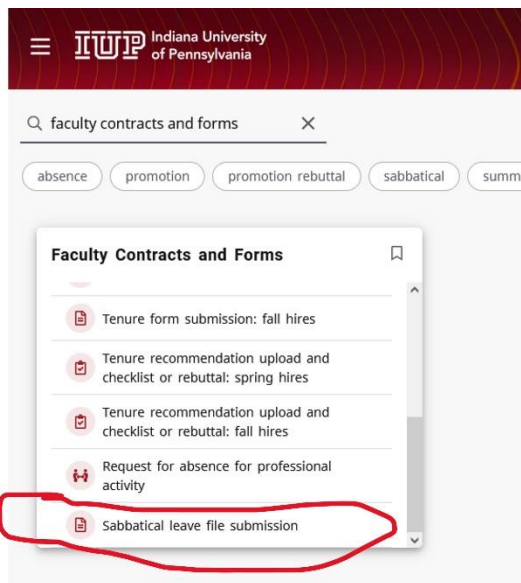 IUP Indiana University
of Pennsylvania
faculty contracts and forms
absence promotion promotion rebuttal sabbatical summ
Faculty Contracts and Forms
Tenure form submission: fall hires
Tenure recommendation upload and
checklist or rebuttal: spring hires
Tenure recommendation upload and
checklist or rebuttal: fall hires
Request for absence for professional
activity
Sabbatical leave file submission